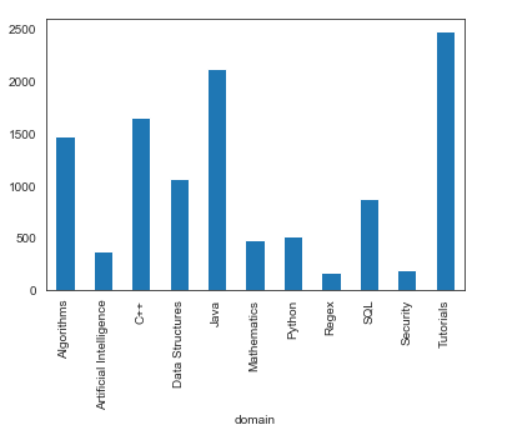 2500
2000
1500
1000
500
0
Algorithms
Artificial Intelligence
C++
Data Structures
Java
Mathematics
Python
Regex
SQL
Security
Tutorials
domain